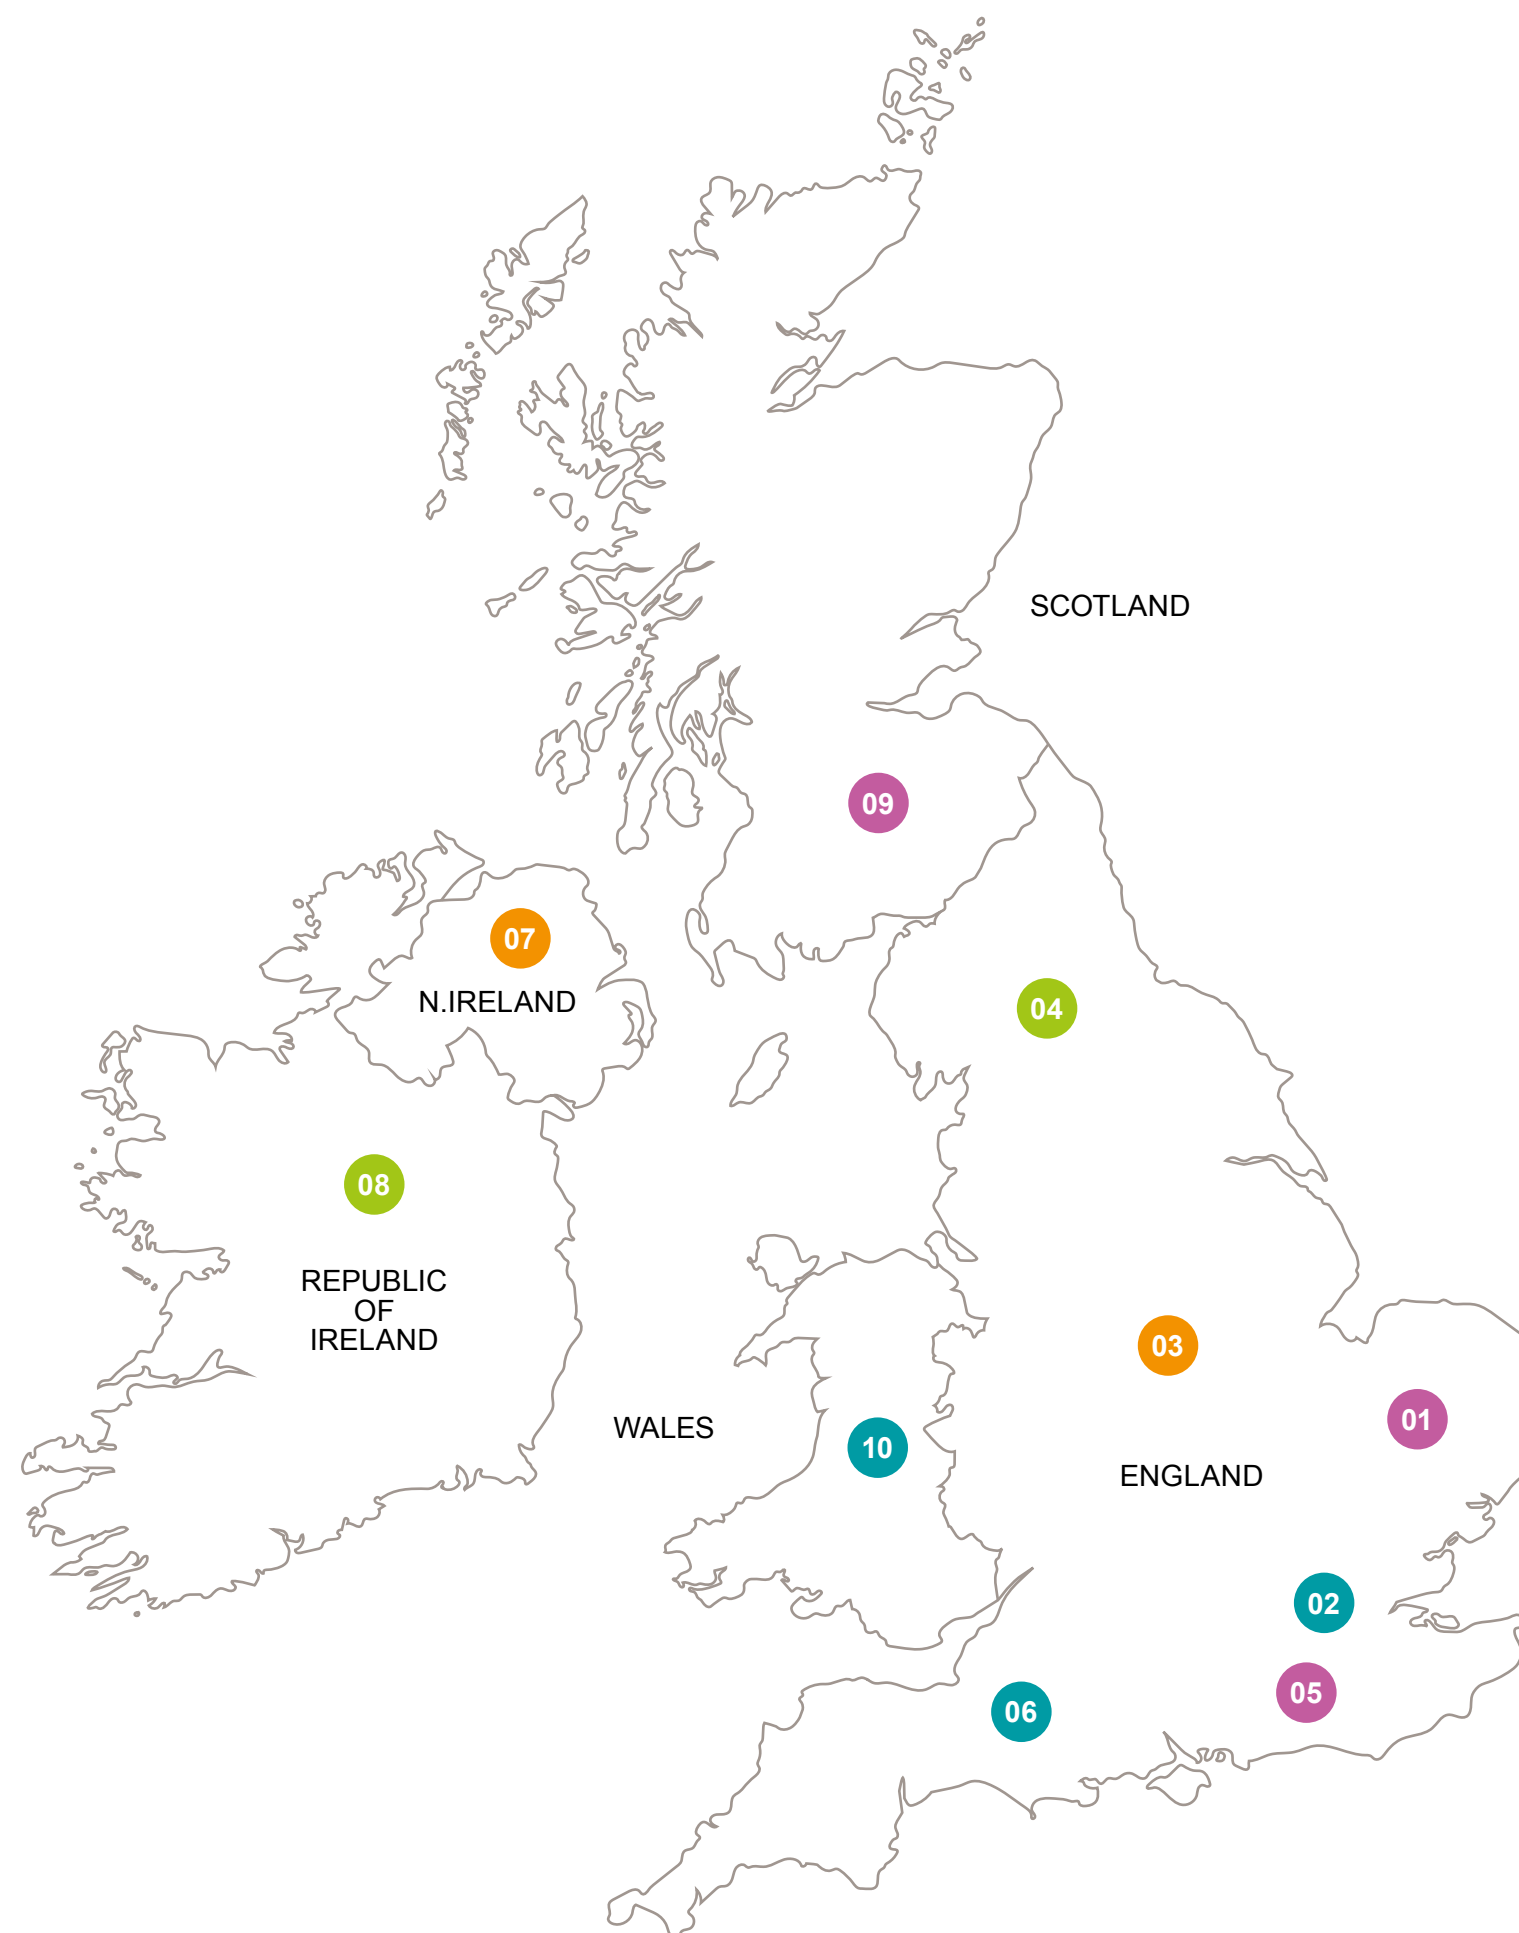 SCOTLAND
09
07
N.IRELAND
04
08
REPUBLIC
OF
IRELAND
03
01
WALES
10
ENGLAND
02
05
06